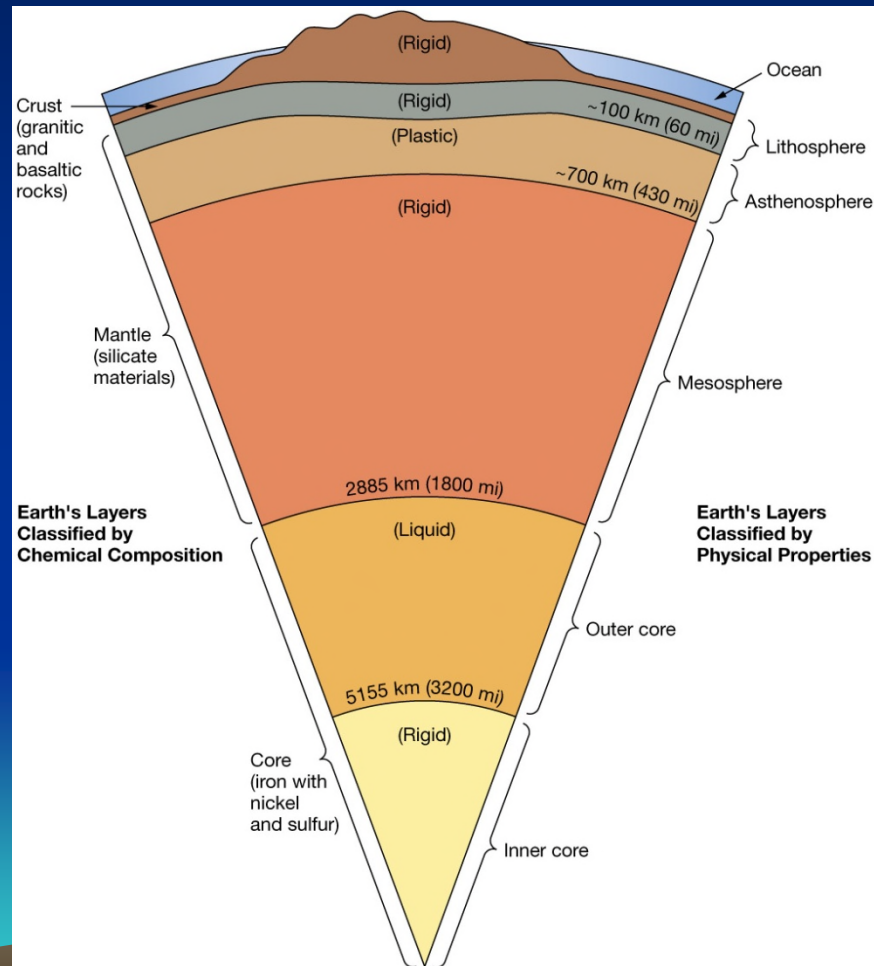 (Rigid)
Ocean
Crust
(granitic
and
basaltic
rocks)
(Rigid)
~100 km (60 mi)
Lithosphere
(Plastic)
~700 km (430 mi)
Asthenosphere
(Rigid)
Mantle
(silicate
materials)
Mesosphere
2885 km (1800 mi)
Earth's Layers
Classified by
Chemical Composition
(Liquid)
Earth's Layers
Classified by
Physical Properties
Outer core
5155 km (3200 mi)
(Rigid)
Core
(iron with
nickel
and sulfur)
Inner core